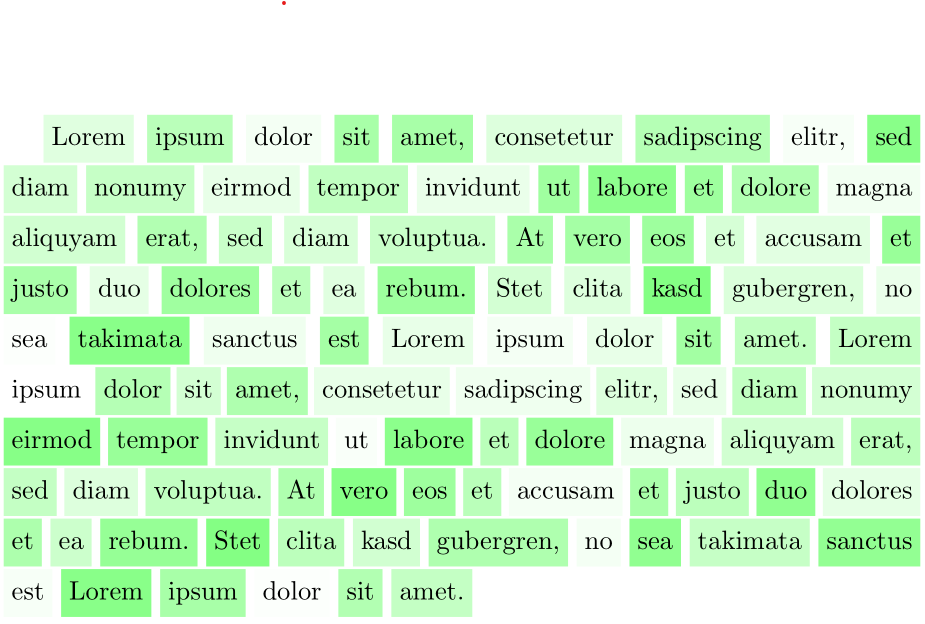 Lorem ipsum dolor sit amet, consetetur sadipscing elitr, sed
diam nonumy eirmod tempor invidunt ut labore et dolore magna
aliquyam erat, sed diam voluptua. At vero eos et accusam et
justo duo dolores et ea rebum. Stet clita kasd gubergren, no
sea takimata sanctus est Lorem ipsum dolor sit amet. Lorem
ipsum dolor sit amet, consetetur sadipscing elitr, sed diam nonumy
eirmod tempor invidunt ut labore et dolore magna aliquyam erat,
sed diam voluptua. At vero eos et accusam et justo duo dolores
et ea rebum. Stet clita kasd gubergren, no sea takimata sanctus
est Lorem ipsum dolor sit amet.